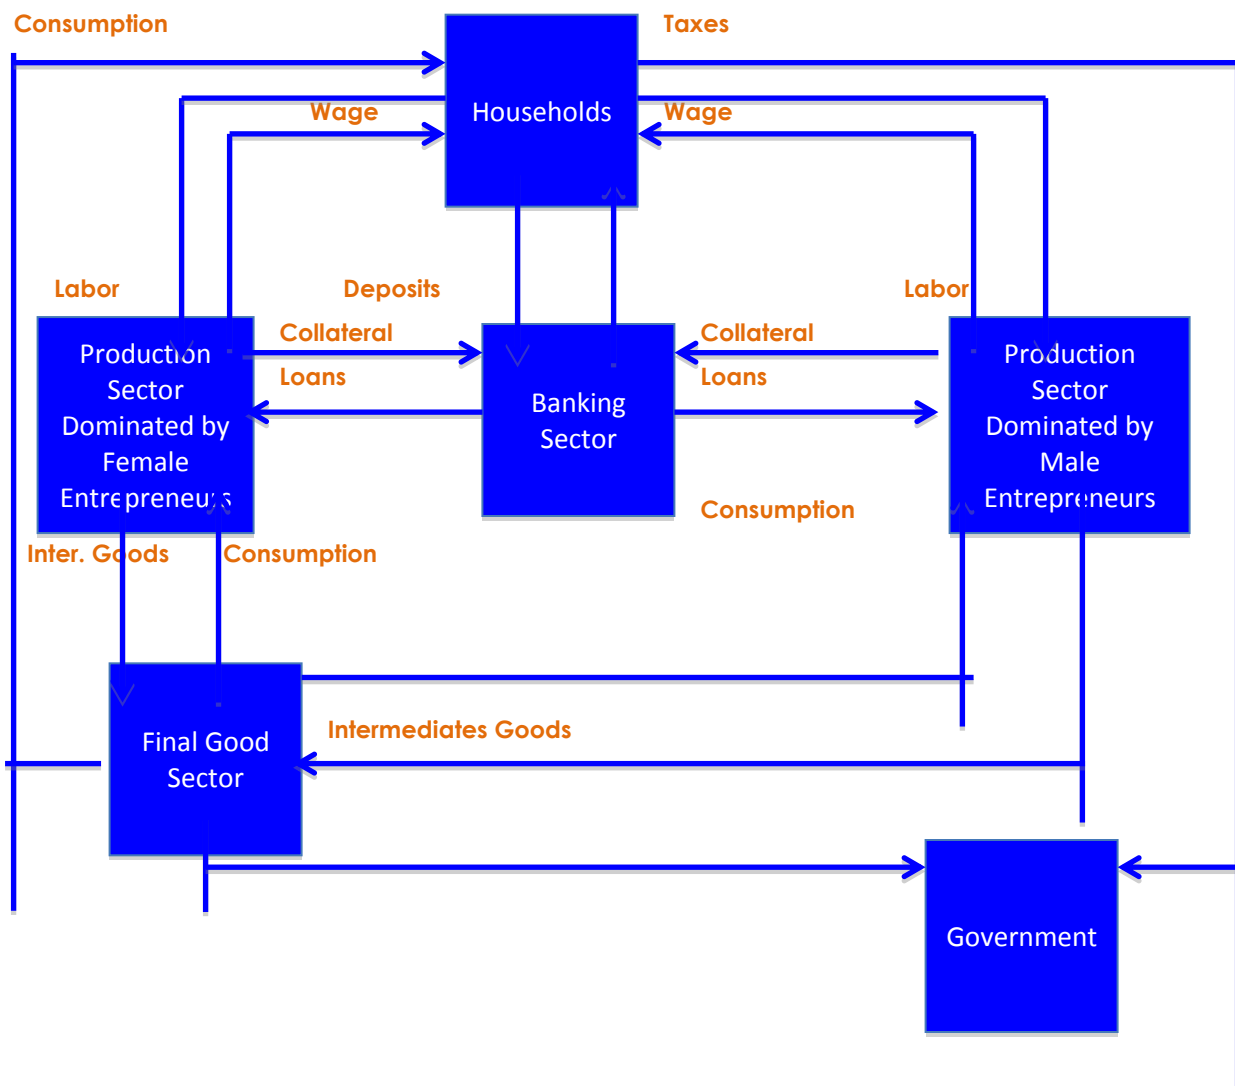 Consumption
Taxes
Households
Wage
Wage
Labor
Deposits
Labor
Collateral
Collateral
Loans
Loans
Production
Sector
Dominated by
Female
Entrepreneurs
Banking
Sector
Production
Sector
Dominated by
Male
Entrepreneurs
Consumption
Inter. Goods
Consumption
Intermediates Goods
Final Good
Sector
Government